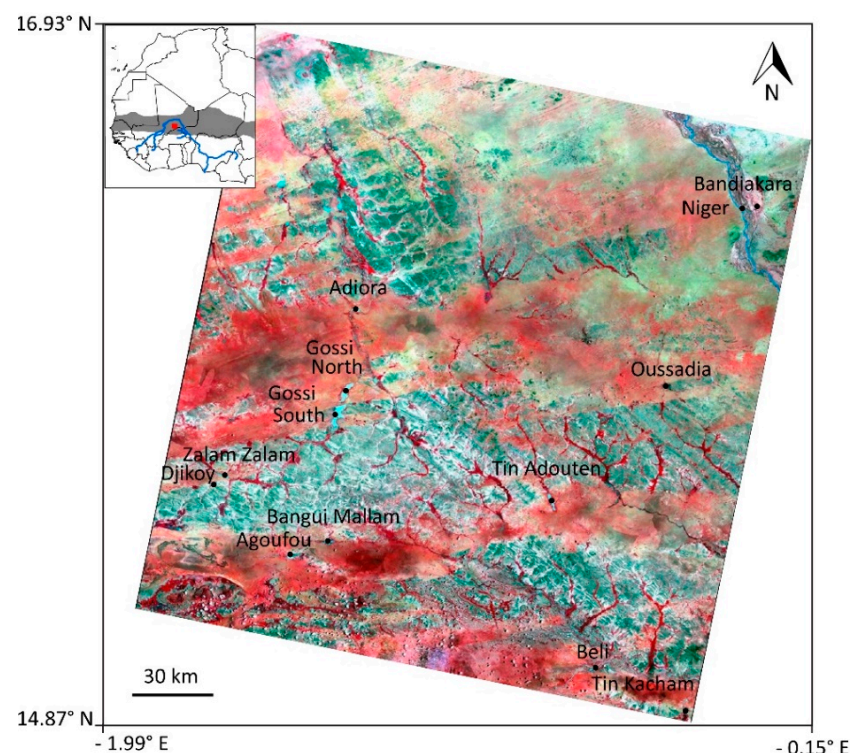 16.93° N
N
Bandiakara
Niger
Adiora
Gossi
North
Oussadia
Gossi
South
Zalam Zalam
Djikoy
Tin Adouten
Bangui Mallam
Agoufou
Beli
Tin Kacham
30 km
14.87° N
- 1.99° E
- 0.15° E